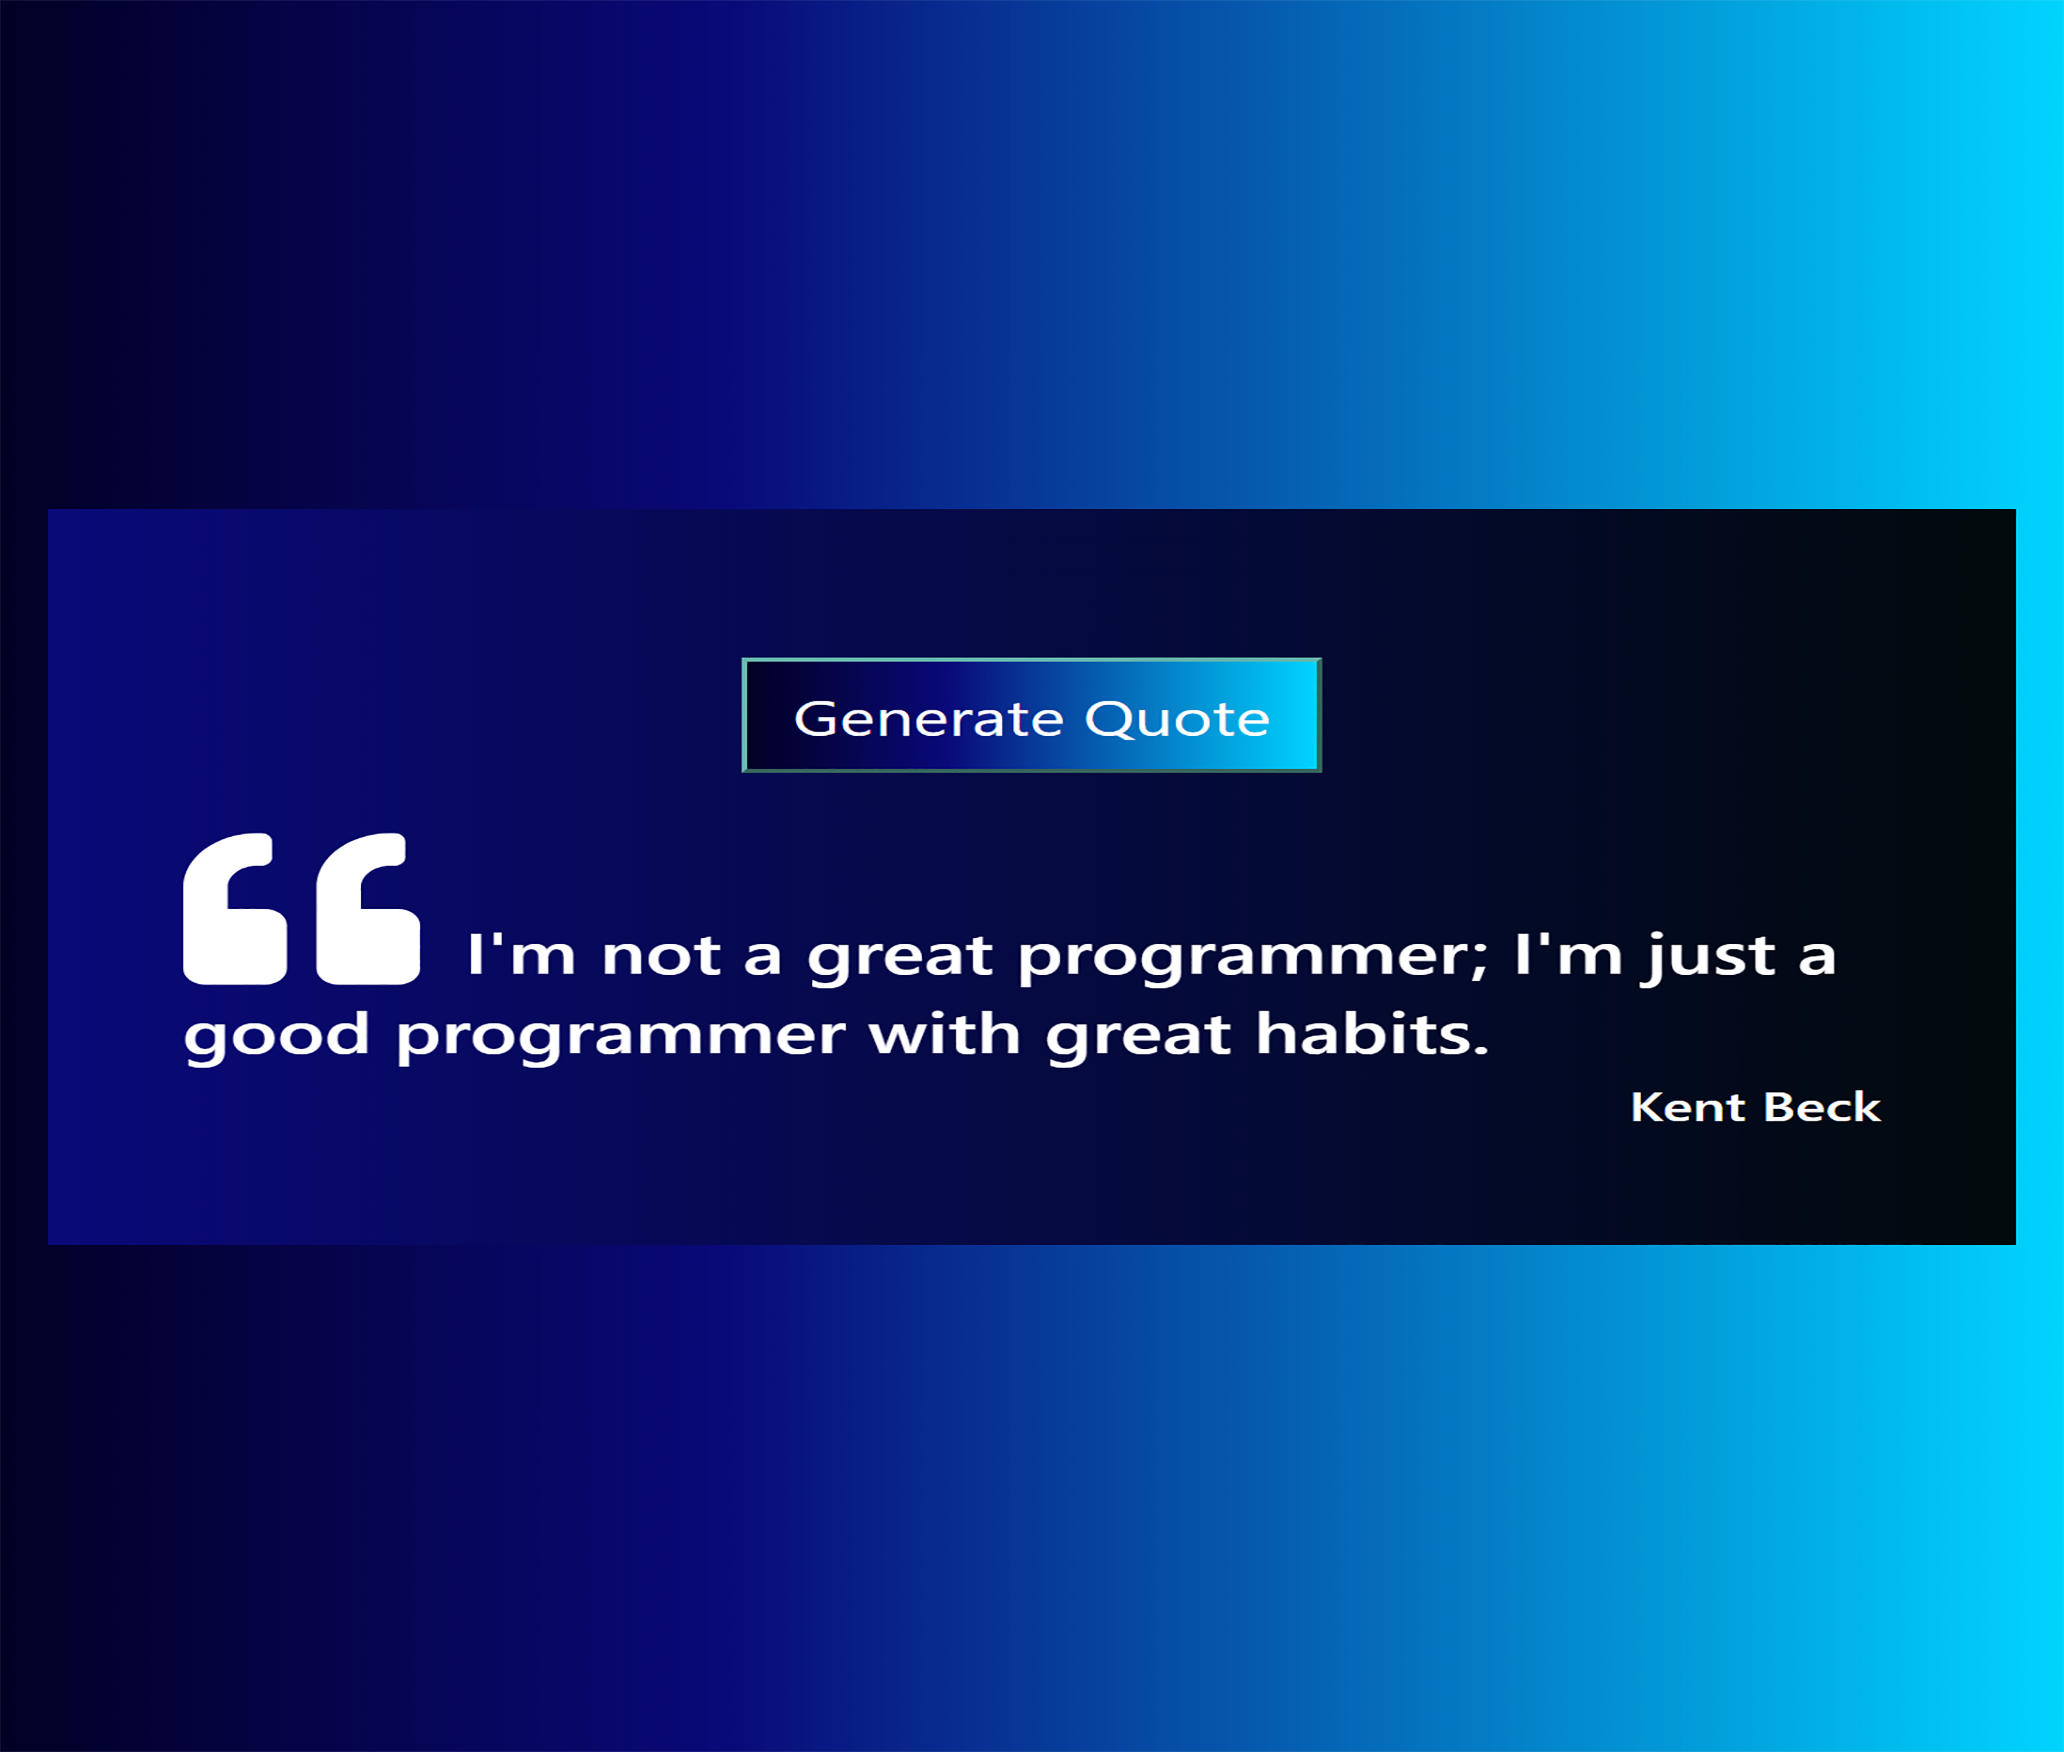 Generate Quote
I'm not a great programmer; I'm just a
good programmer with great habits.
Kent Beck